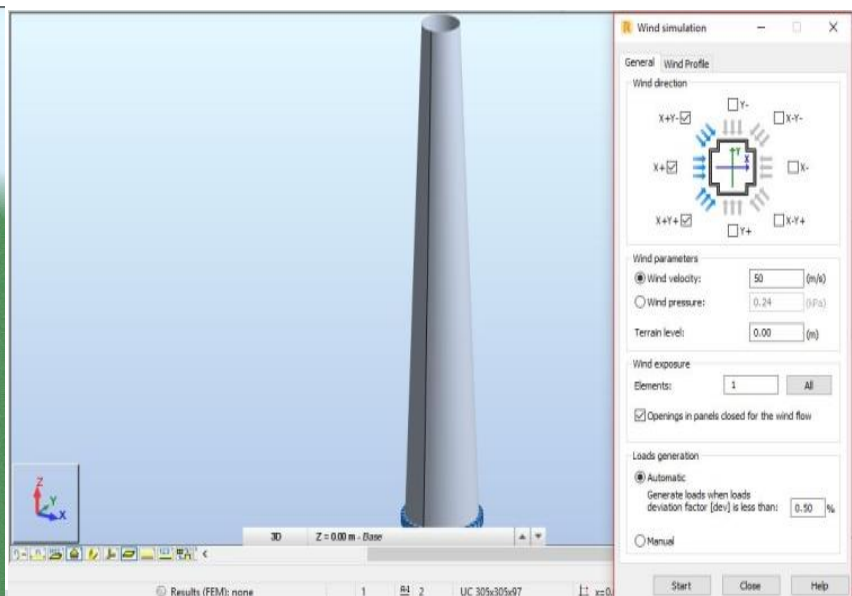 Wind simulation
General Wind Profile
Wind direction
Y-
X+Y- X-Y-
Y
X
X+ X-
X+Y+ X-Y+
Y+
Wind parameters
Wind velocity: 50 (m/s)
Wind pressure: 0.24 (kPa)
Terrain level: 0.00 (m)
Wind exposure
Elements: 1 All
Openings in panels closed for the wind flow
Loads generation
Automatic
Generate loads when loads
deviation factor [dev] is less than: 0.50 %
Manual
Start Close Help
Z
Y
X
3D Z = 0.00 m - Base
Results (FEM): none 1 2 UC 305x305x97